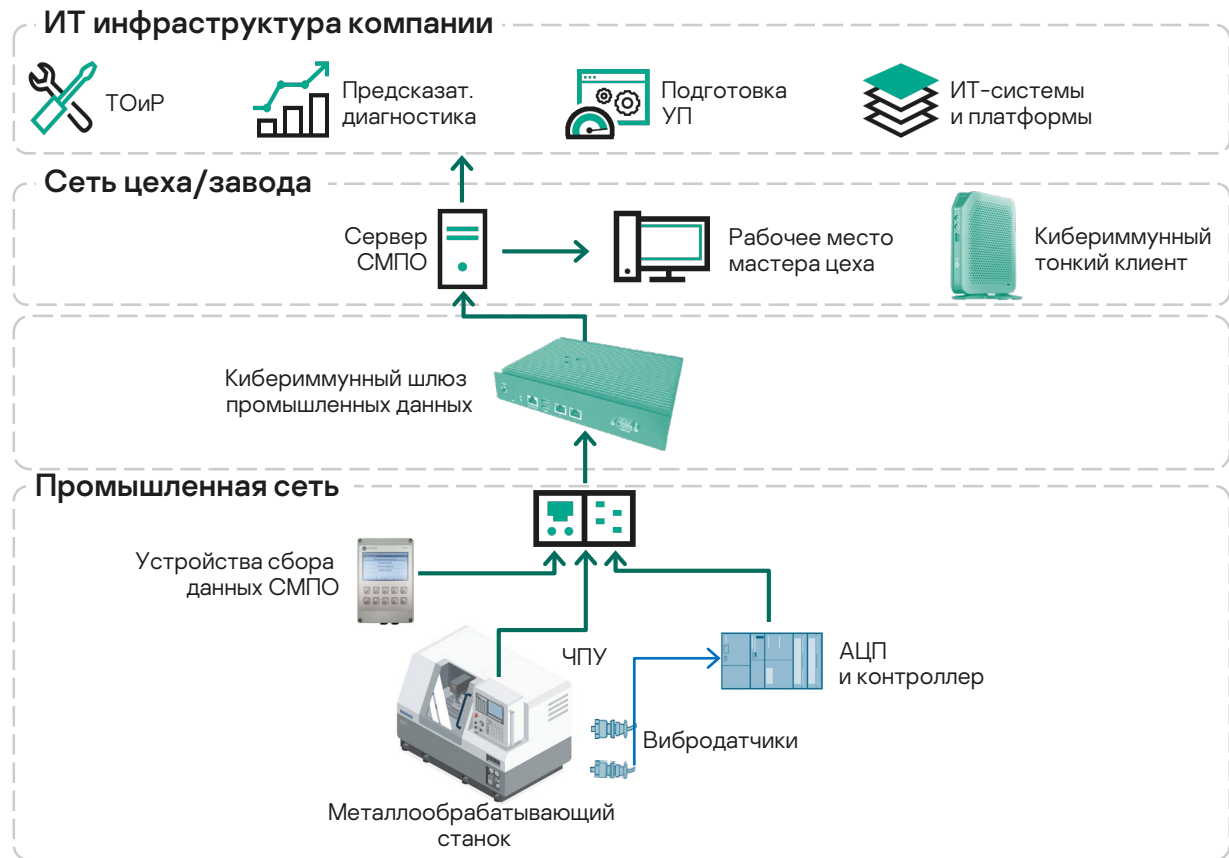 ИТ инфраструктура компании
ТОиР
Предсказат.
диагностика
Подготовка
УП
ИТ-системы
и платформы
Сеть цеха/завода
Сервер
СМПО
Рабочее место
мастера цеха
Кибериммунный
тонкий клиент
Кибериммунный шлюз
промышленных данных
Промышленная сеть
Устройства сбора
данных СМПО
ЧПУ
АЦП
и контроллер
Вибродатчики
Металлообрабатывающий
станок